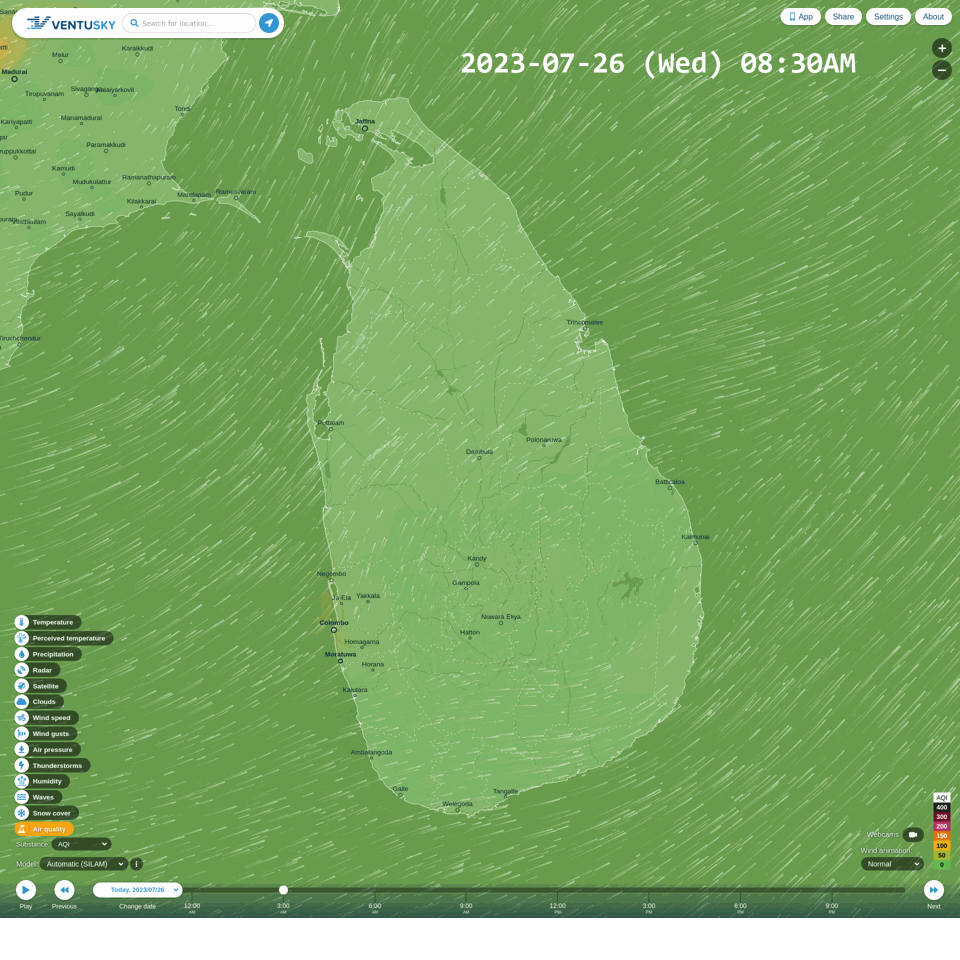 VENTUSKY
Search for location...
App
Share
Settings
About
2023-07-26 (Wed) 08:30AM
Karaikkudi
Melur
Madurai
Tirupuvanam
Manamadurai
Tondi
Kariyapatti
Paramakkudi
Kamudi
Mudukulattur
Ramanathapuram
Pudur
Mandapam
Rameswaram
Kilakkarai
Sayalkudi
Tiruchchendur
Jaffna
Trincomalee
Puttalam
Polonaruwa
Dambula
Batticaloa
Kalmunai
Kandy
Negombo
Gampola
Ja-Ela
Yakkala
Nuwara Eliya
Colombo
Hatton
Homagama
Moratuwa
Horana
Kalutara
Ambalangoda
Galle
Tangalle
Weligoda
Temperature
Perceived temperature
Precipitation
Radar
Satellite
Clouds
Wind speed
Wind gusts
Air pressure
Thunderstorms
Humidity
Waves
Snow cover
Air quality
Substance: AQI
Model: Automatic (SILAM)
AQI
400
300
200
150
100
50
0
Webcams
Wind animation:
Normal
Play
Previous
Today, 2023/07/26
Change date
12:00 AM
3:00 AM
6:00 AM
9:00 AM
12:00 PM
3:00 PM
6:00 PM
9:00 PM
Next